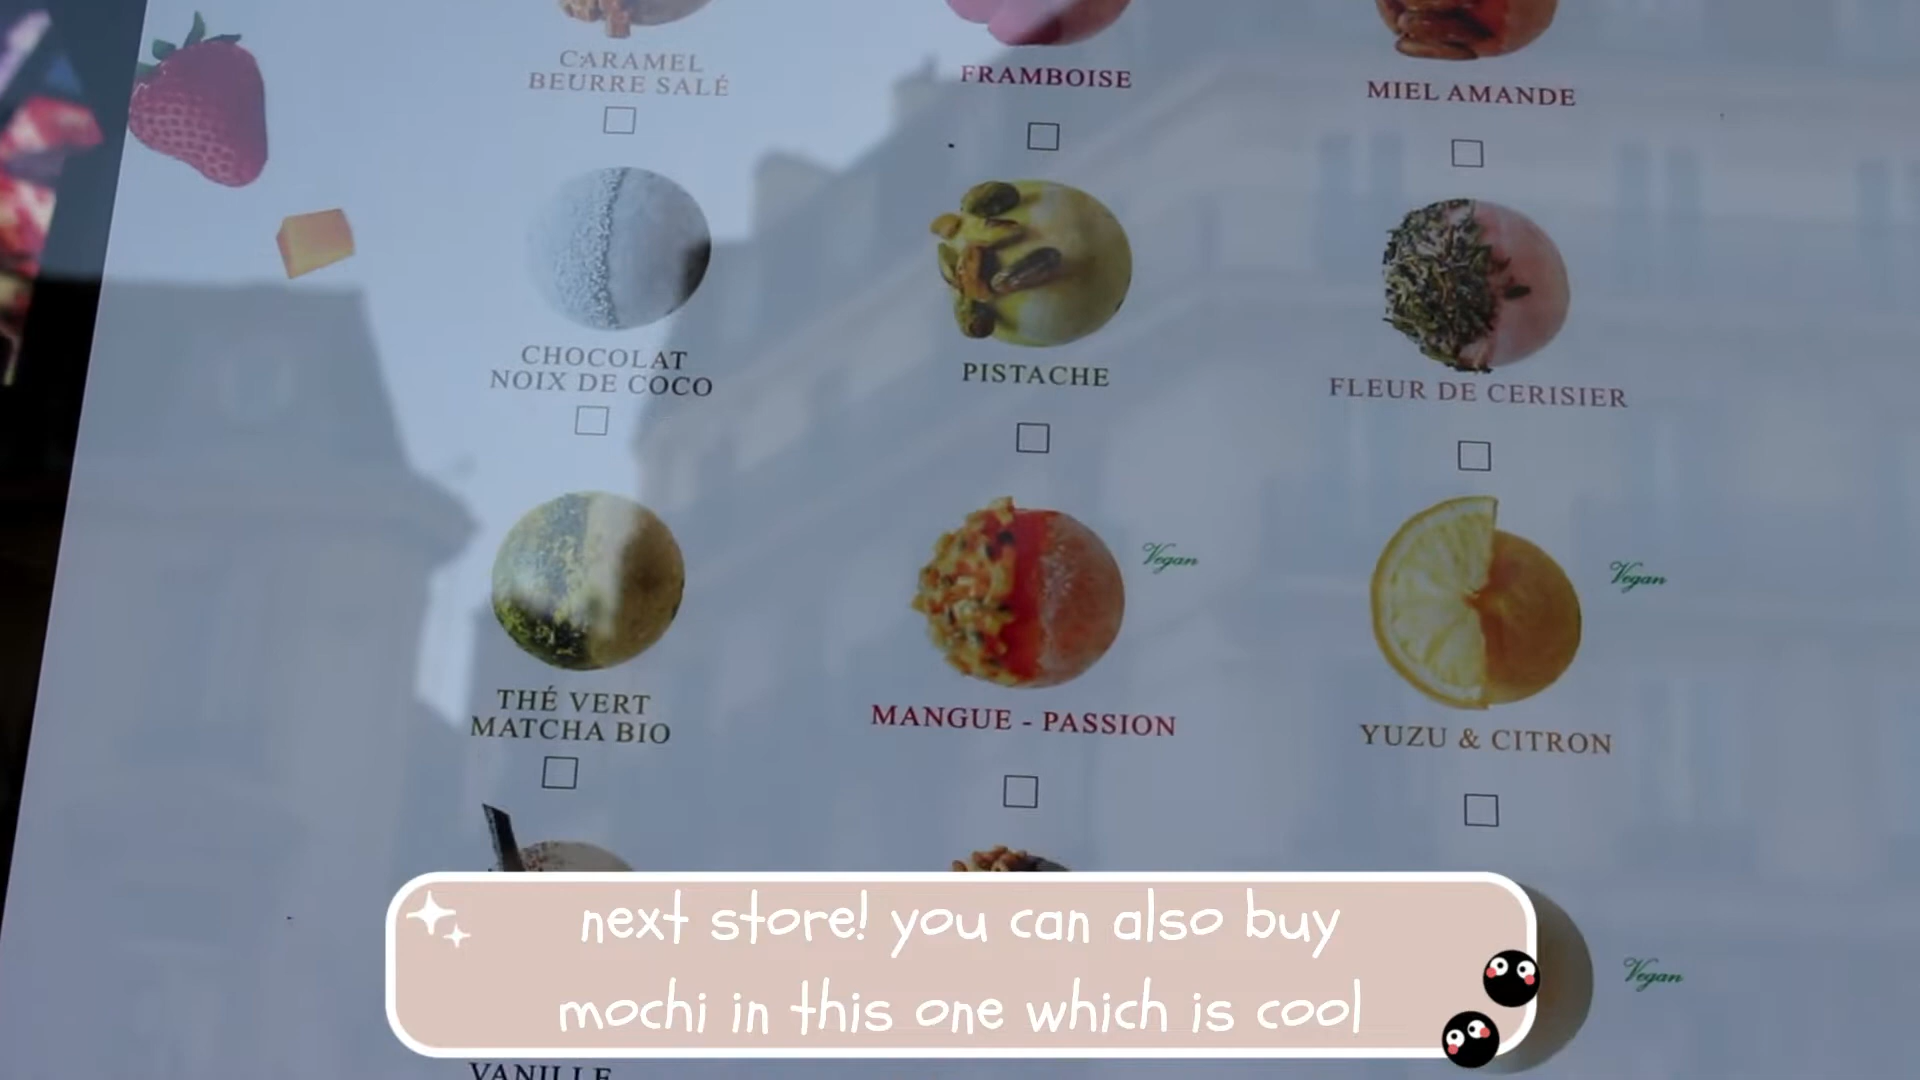 CARAMEL
BEURRE SALÉ
FRAMBOISE
MIEL AMANDE
CHOCOLAT
NOIX DE COCO
PISTACHE
FLEUR DE CERISIER
THÉ VERT
MATCHA BIO
MANGUE - PASSION
Vegan
YUZU & CITRON
Vegan
next store! you can also buy
mochi in this one which is cool
Vegan
VANILLE